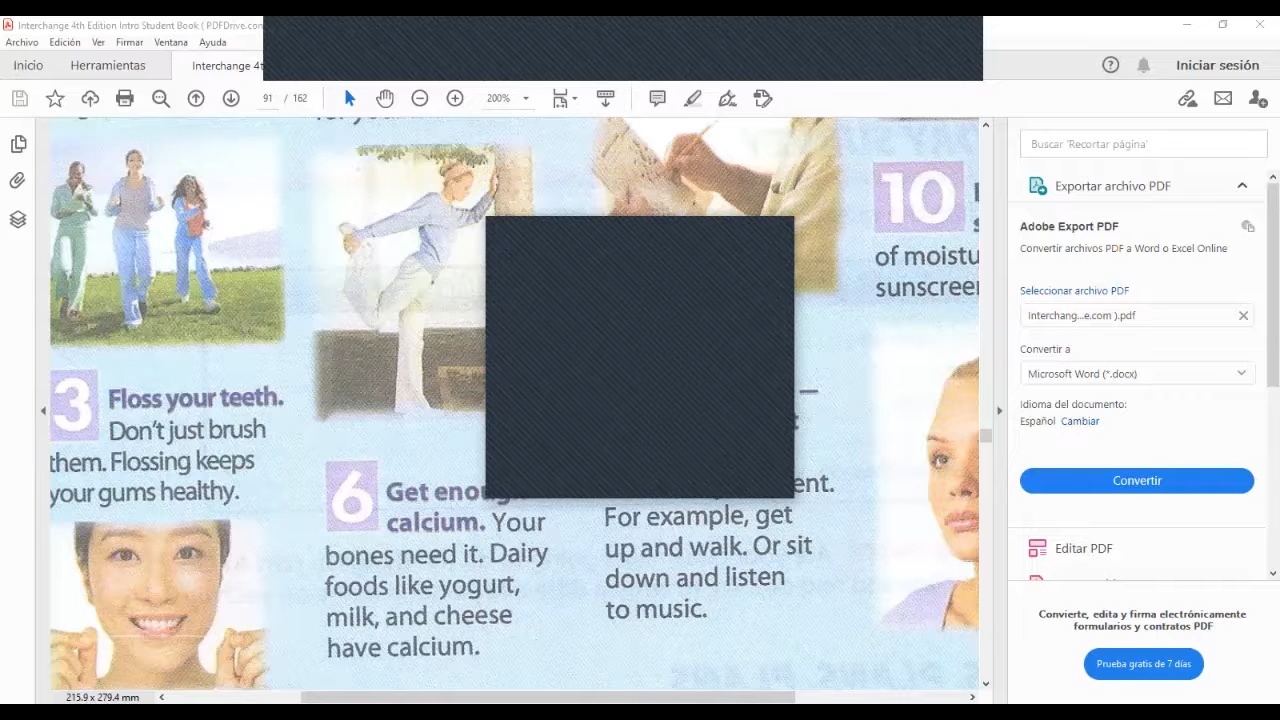 Interchange 4th Edition Intro Student Book ( PDFDrive.con
Archivo Edición Ver Firmar Ventana Ayuda
Inicio Herramientas Interchange 4t
Iniciar sesión
91 / 162 200%
10
of moistu
sunscreen
3 Floss your teeth.
Don't just brush
them. Flossing keeps
your gums healthy.
6 Get enoug
calcium. Your
bones need it. Dairy
foods like yogurt,
milk, and cheese
have calcium.
—
ent.
For example, get
up and walk. Or sit
down and listen
to music.
Buscar 'Recortar página'
Exportar archivo PDF
Adobe Export PDF
Convertir archivos PDF a Word o Excel Online
Seleccionar archivo PDF
Interchang...e.com ).pdf
Convertir a
Microsoft Word (*.docx)
Idioma del documento:
Español Cambiar
Convertir
Editar PDF
Convierte, edita y firma electrónicamente
formularios y contratos PDF
Prueba gratis de 7 días
215.9 x 279.4 mm